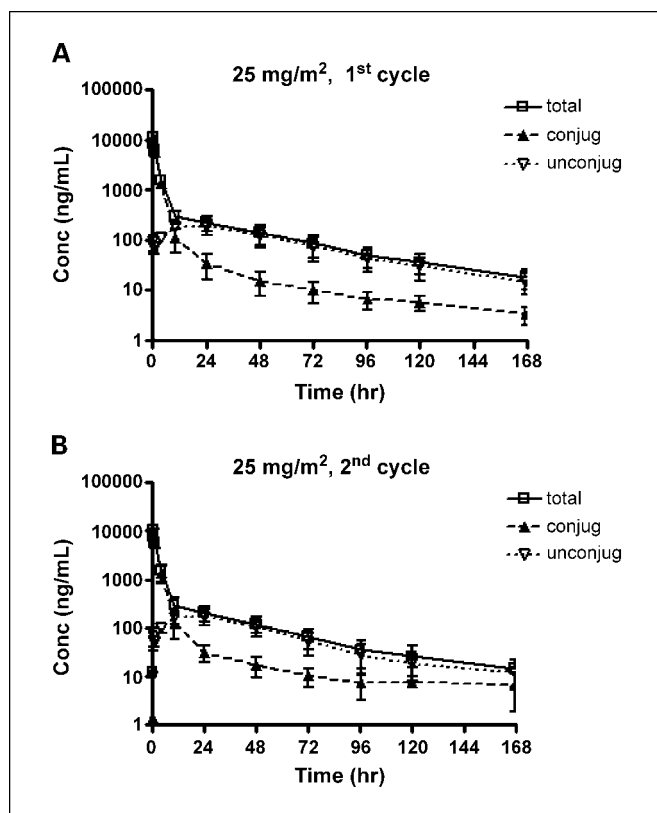 A
25 mg/m², 1st cycle
100000
10000
1000
100
10
1
Conc (ng/mL)
0 24 48 72 96 120 144 168
Time (hr)
total
conjug
unconjug
B
25 mg/m², 2nd cycle
100000
10000
1000
100
10
1
Conc (ng/mL)
0 24 48 72 96 120 144 168
Time (hr)
total
conjug
unconjug